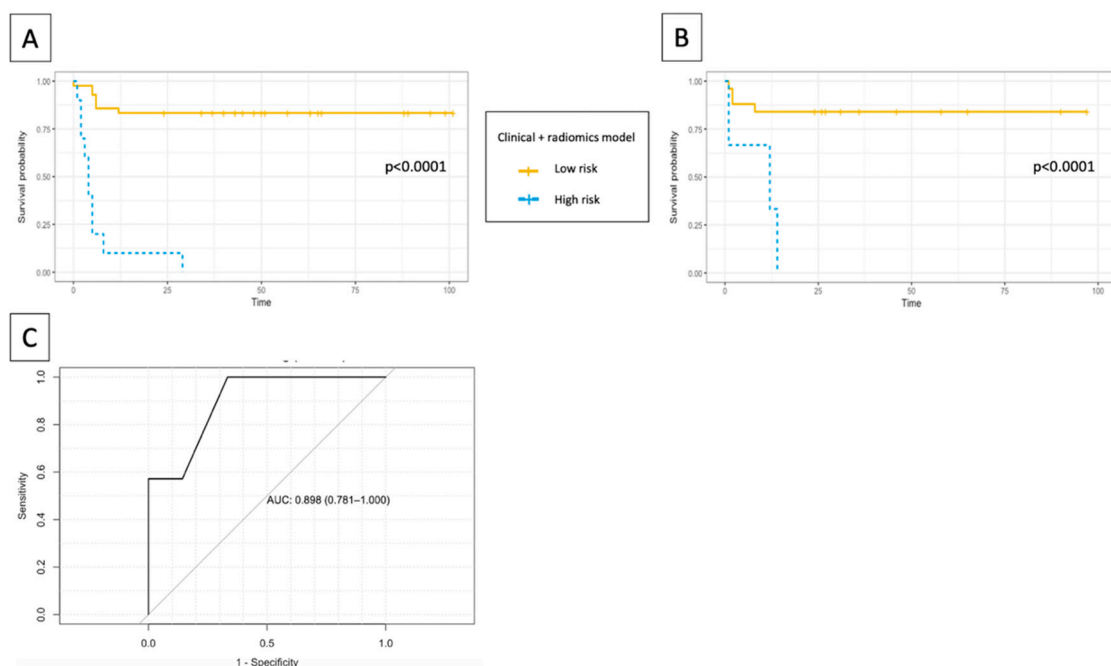 A
B
1.00
0.75
0.50
0.25
0.00
Survival probability
p<0.0001
0
25
50
75
100
Time
Clinical + radiomics model
Low risk
High risk
1.00
0.75
0.50
0.25
0.00
Survival probability
p<0.0001
0
25
50
75
100
Time
C
1.0
0.8
0.6
0.4
0.2
0.0
Sensitivity
AUC: 0.898 (0.781–1.000)
0.0
0.5
1.0
1 - Specificity